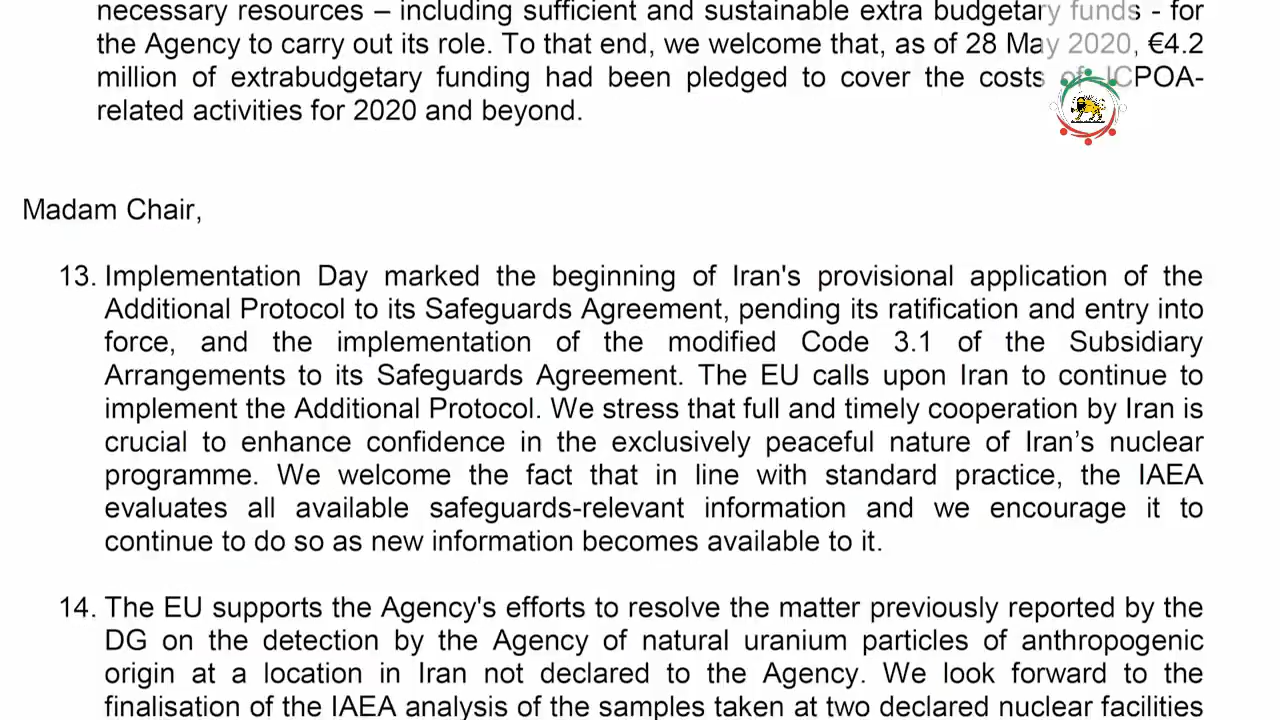 necessary resources – including sufficient and sustainable extra budgetary funds - for
the Agency to carry out its role. To that end, we welcome that, as of 28 May 2020, €4.2
million of extrabudgetary funding had been pledged to cover the costs of JCPOA-
related activities for 2020 and beyond.
Madam Chair,
13. Implementation Day marked the beginning of Iran's provisional application of the
Additional Protocol to its Safeguards Agreement, pending its ratification and entry into
force, and the implementation of the modified Code 3.1 of the Subsidiary
Arrangements to its Safeguards Agreement. The EU calls upon Iran to continue to
implement the Additional Protocol. We stress that full and timely cooperation by Iran is
crucial to enhance confidence in the exclusively peaceful nature of Iran’s nuclear
programme. We welcome the fact that in line with standard practice, the IAEA
evaluates all available safeguards-relevant information and we encourage it to
continue to do so as new information becomes available to it.
14. The EU supports the Agency's efforts to resolve the matter previously reported by the
DG on the detection by the Agency of natural uranium particles of anthropogenic
origin at a location in Iran not declared to the Agency. We look forward to the
finalisation of the IAEA analysis of the samples taken at two declared nuclear facilities